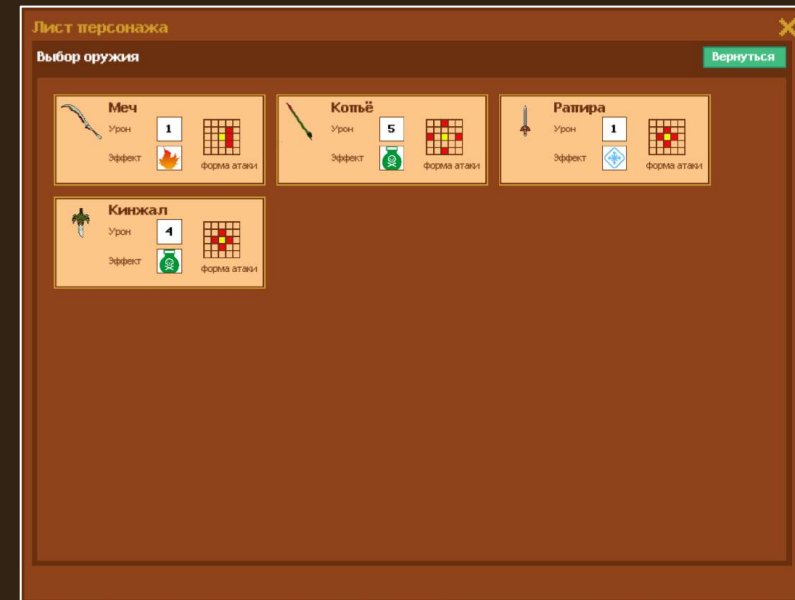 Лист персонажа
Выбор оружия
Вернуться
Меч
Урон 1
Эффект
форма атаки
Копьё
Урон 5
Эффект
форма атаки
Рапира
Урон 1
Эффект
форма атаки
Кинжал
Урон 4
Эффект
форма атаки